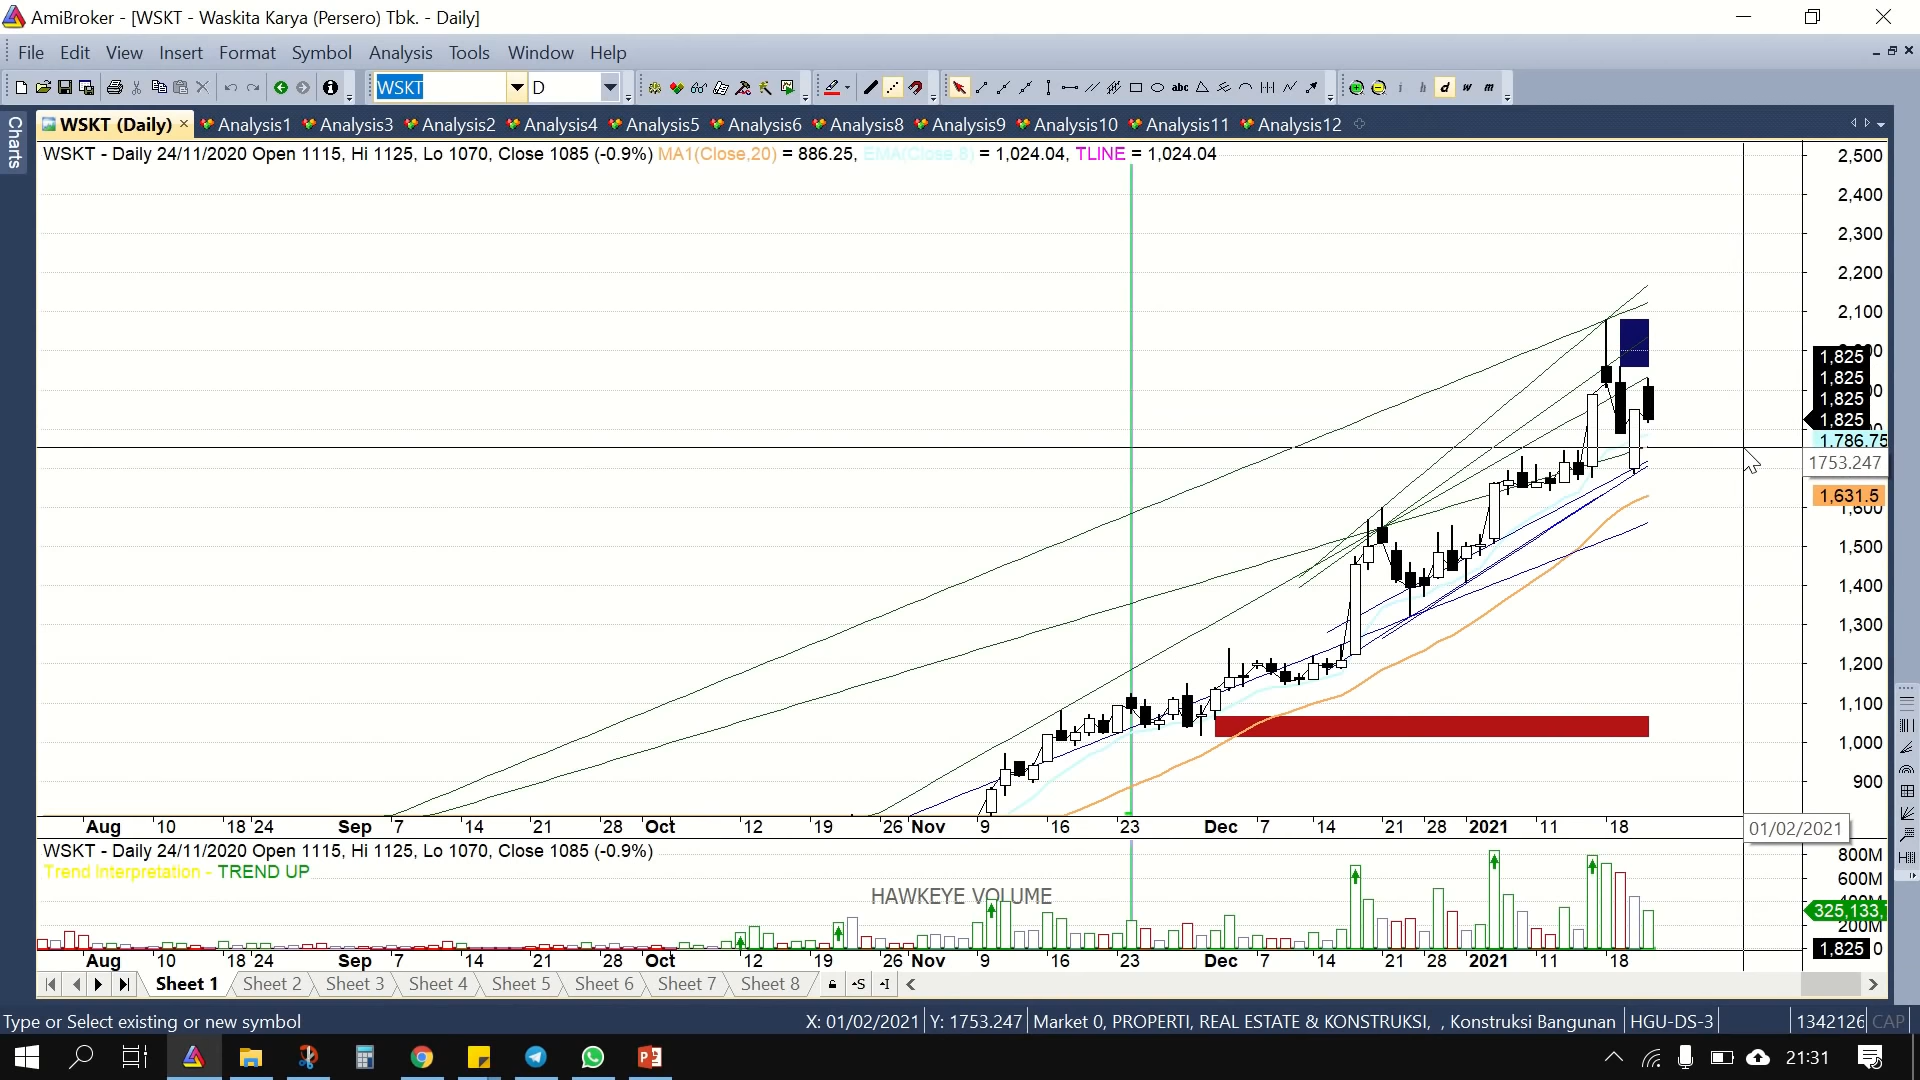 AmiBroker - [WSKT - Waskita Karya (Persero) Tbk. - Daily]
File Edit View Insert Format Symbol Analysis Tools Window Help
WSKT D abc i h d w m
Charts
WSKT (Daily) Analysis1 Analysis3 Analysis2 Analysis4 Analysis5 Analysis6 Analysis8 Analysis9 Analysis10 Analysis11 Analysis12
WSKT - Daily 24/11/2020 Open 1115, Hi 1125, Lo 1070, Close 1085 (-0.9%) MA1(Close,20) = 886.25, EMA(Close,8) = 1,024.04, TLINE = 1,024.04
2,500
2,400
2,300
2,200
2,100
1,825
1,825
1,825
1,825
1,786.75
1753.247
1,631.5
1,600
1,500
1,400
1,300
1,200
1,100
1,000
900
Aug 10 18 24 Sep 7 14 21 28 Oct 12 19 26 Nov 9 16 23 Dec 7 14 21 28 2021 11 18 01/02/2021
WSKT - Daily 24/11/2020 Open 1115, Hi 1125, Lo 1070, Close 1085 (-0.9%)
Trend Interpretation - TREND UP
HAWKEYE VOLUME
800M
600M
325,133,
200M
1,825 0
Aug 10 18 24 Sep 7 14 21 28 Oct 12 19 26 Nov 9 16 23 Dec 7 14 21 28 2021 11 18
Sheet 1 Sheet 2 Sheet 3 Sheet 4 Sheet 5 Sheet 6 Sheet 7 Sheet 8
Type or Select existing or new symbol X: 01/02/2021 Y: 1753.247 Market 0, PROPERTI, REAL ESTATE & KONSTRUKSI, , Konstruksi Bangunan HGU-DS-3 1342126 CAP
21:31